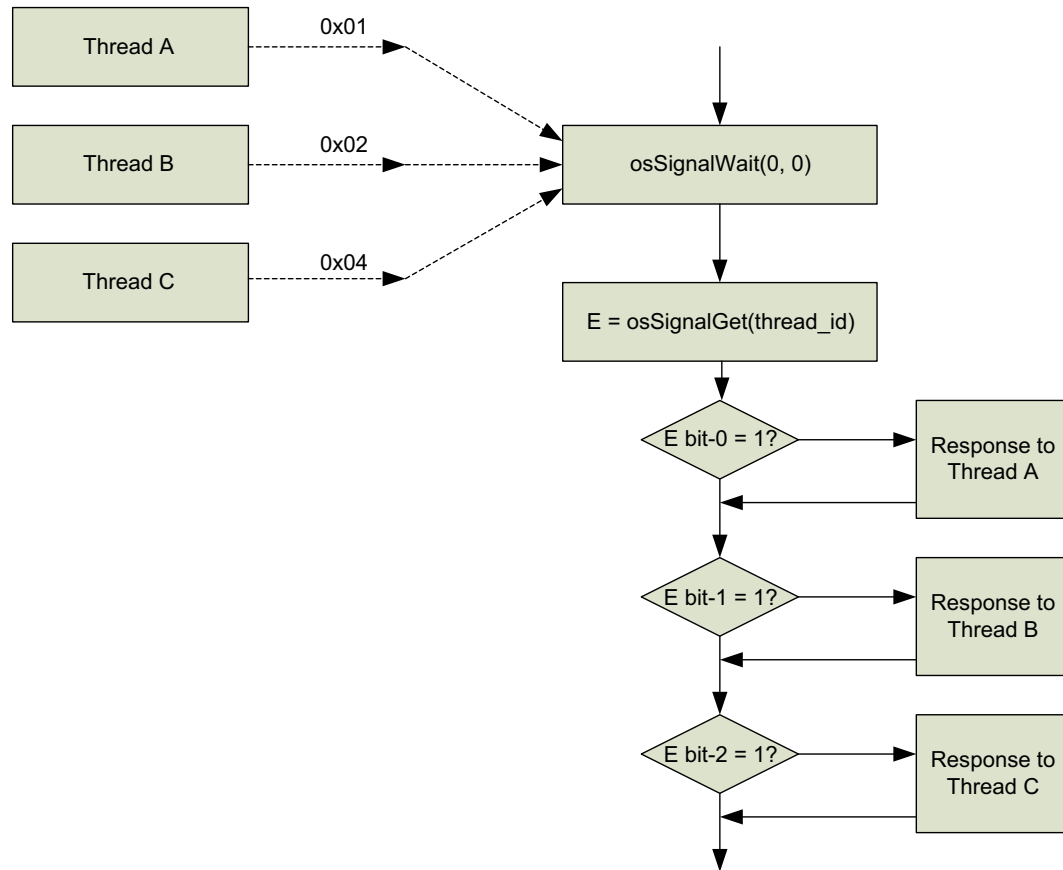 Thread A
0x01
Thread B
0x02
osSignalWait(0, 0)
Thread C
0x04
E = osSignalGet(thread_id)
E bit-0 = 1?
Response to
Thread A
E bit-1 = 1?
Response to
Thread B
E bit-2 = 1?
Response to
Thread C